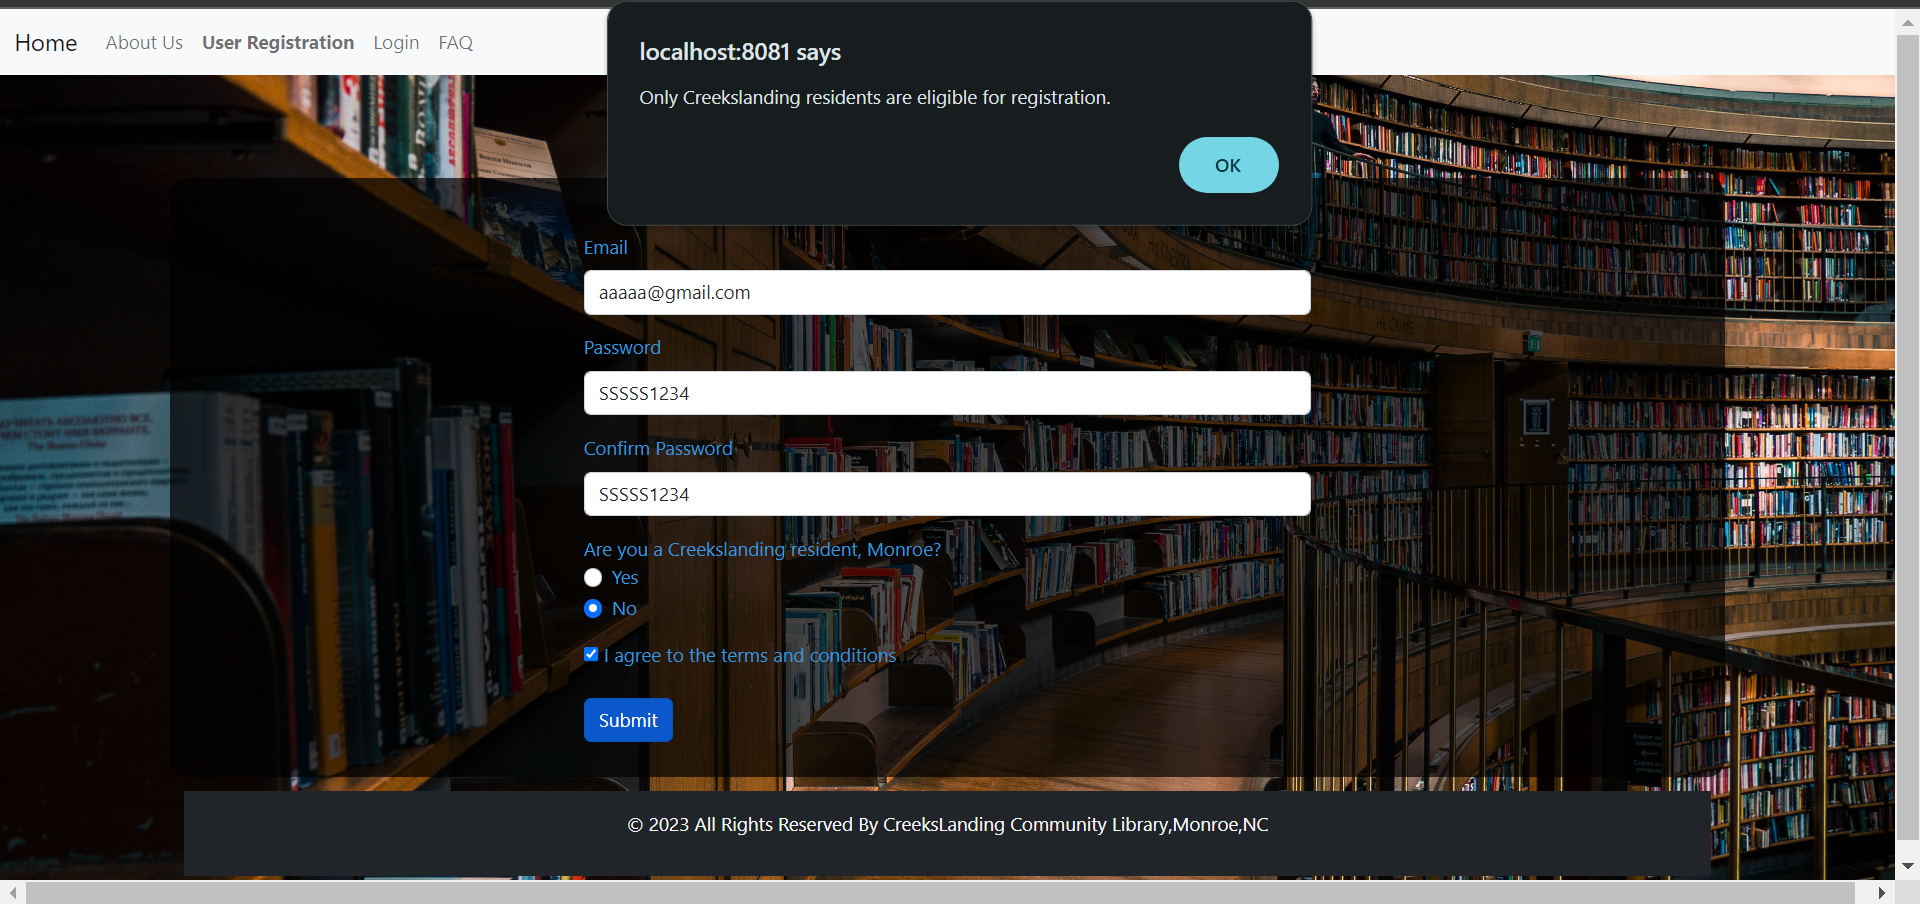 Home About Us User Registration Login FAQ
localhost:8081 says
Only Creekslanding residents are eligible for registration.
OK
Email
aaaaa@gmail.com
Password
SSSSS1234
Confirm Password
SSSSS1234
Are you a Creekslanding resident, Monroe?
Yes
No
I agree to the terms and conditions
Submit
© 2023 All Rights Reserved By CreeksLanding Community Library,Monroe,NC
He CRIME